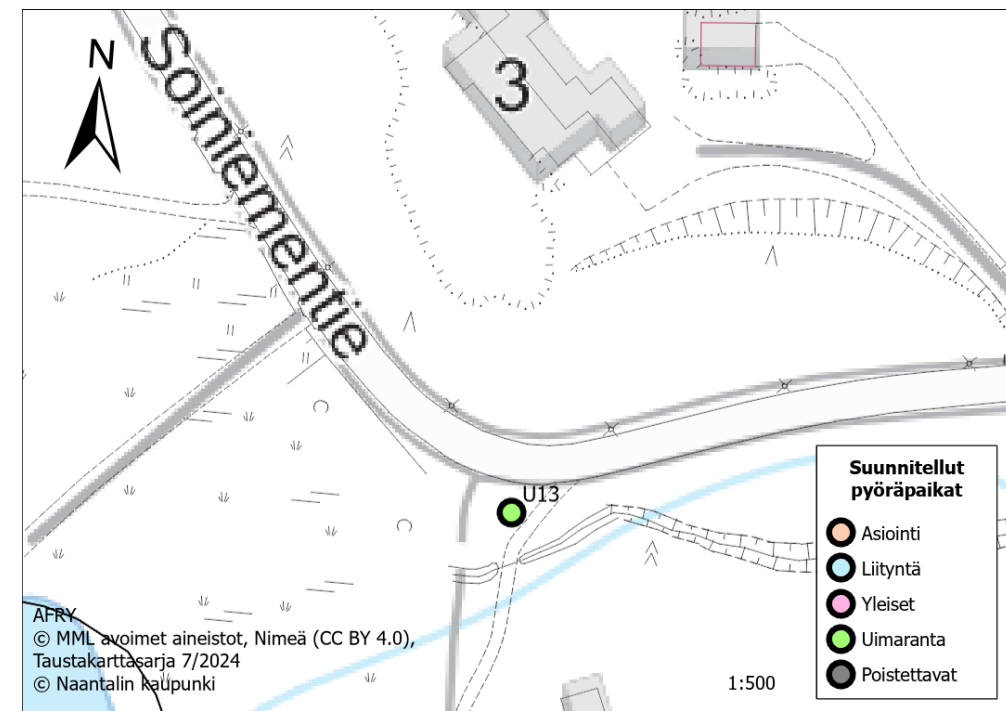 N
Soiniementie
3
U13
Suunnitellut
pyöräpaikat
Asiointi
Liityntä
Yleiset
Uimaranta
Poistettavat
AFRY
© MML avoimet aineistot, Nimeä (CC BY 4.0),
Taustakarttasarja 7/2024
© Naantalin kaupunki
1:500